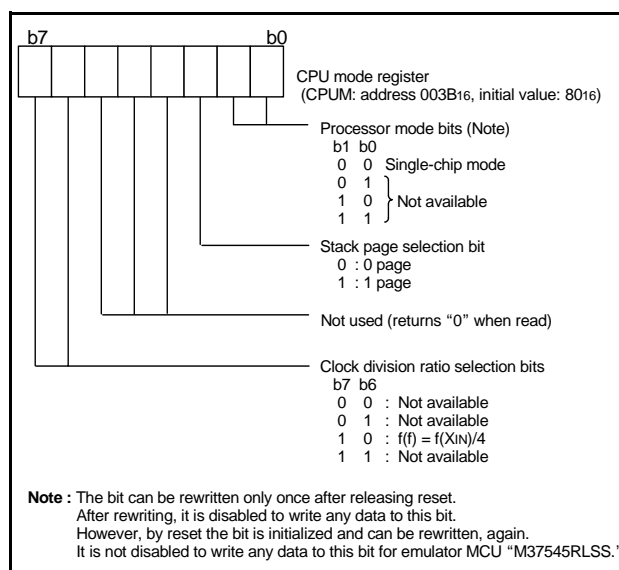 b7 b0
CPU mode register
(CPUM: address 003B16, initial value: 8016)
Processor mode bits (Note)
b1 b0
0 0 Single-chip mode
0 1
1 0 Not available
1 1
Stack page selection bit
0 : 0 page
1 : 1 page
Not used (returns “0” when read)
Clock division ratio selection bits
b7 b6
0 0 : Not available
0 1 : Not available
1 0 : f(f) = f(XIN)/4
1 1 : Not available
Note : The bit can be rewritten only once after releasing reset.
After rewriting, it is disabled to write any data to this bit.
However, by reset the bit is initialized and can be rewritten, again.
It is not disabled to write any data to this bit for emulator MCU “M37545RLSS.”